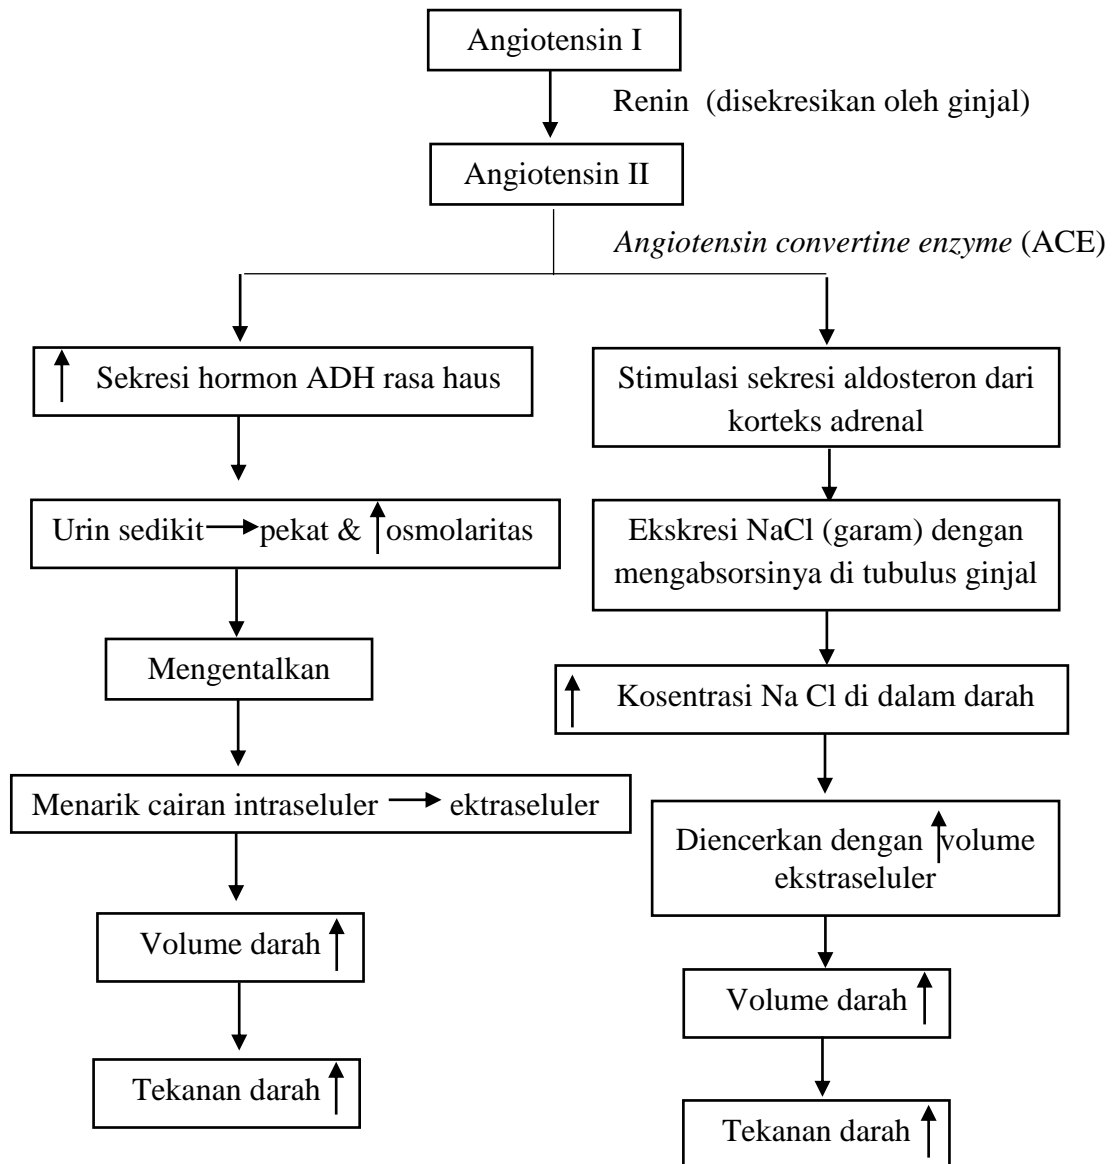 Angiotensin I
Renin (disekresikan oleh ginjal)
Angiotensin II
Angiotensin convertine enzyme (ACE)
Sekresi hormon ADH rasa haus
Urin sedikit pekat & osmolaritas
Mengentalkan
Menarik cairan intraseluler ektraseluler
Volume darah
Tekanan darah
Stimulasi sekresi aldosteron dari
korteks adrenal
Ekskresi NaCl (garam) dengan
mengabsorsinya di tubulus ginjal
Kosentrasi Na Cl di dalam darah
Diencerkan dengan volume
ekstraseluler
Volume darah
Tekanan darah